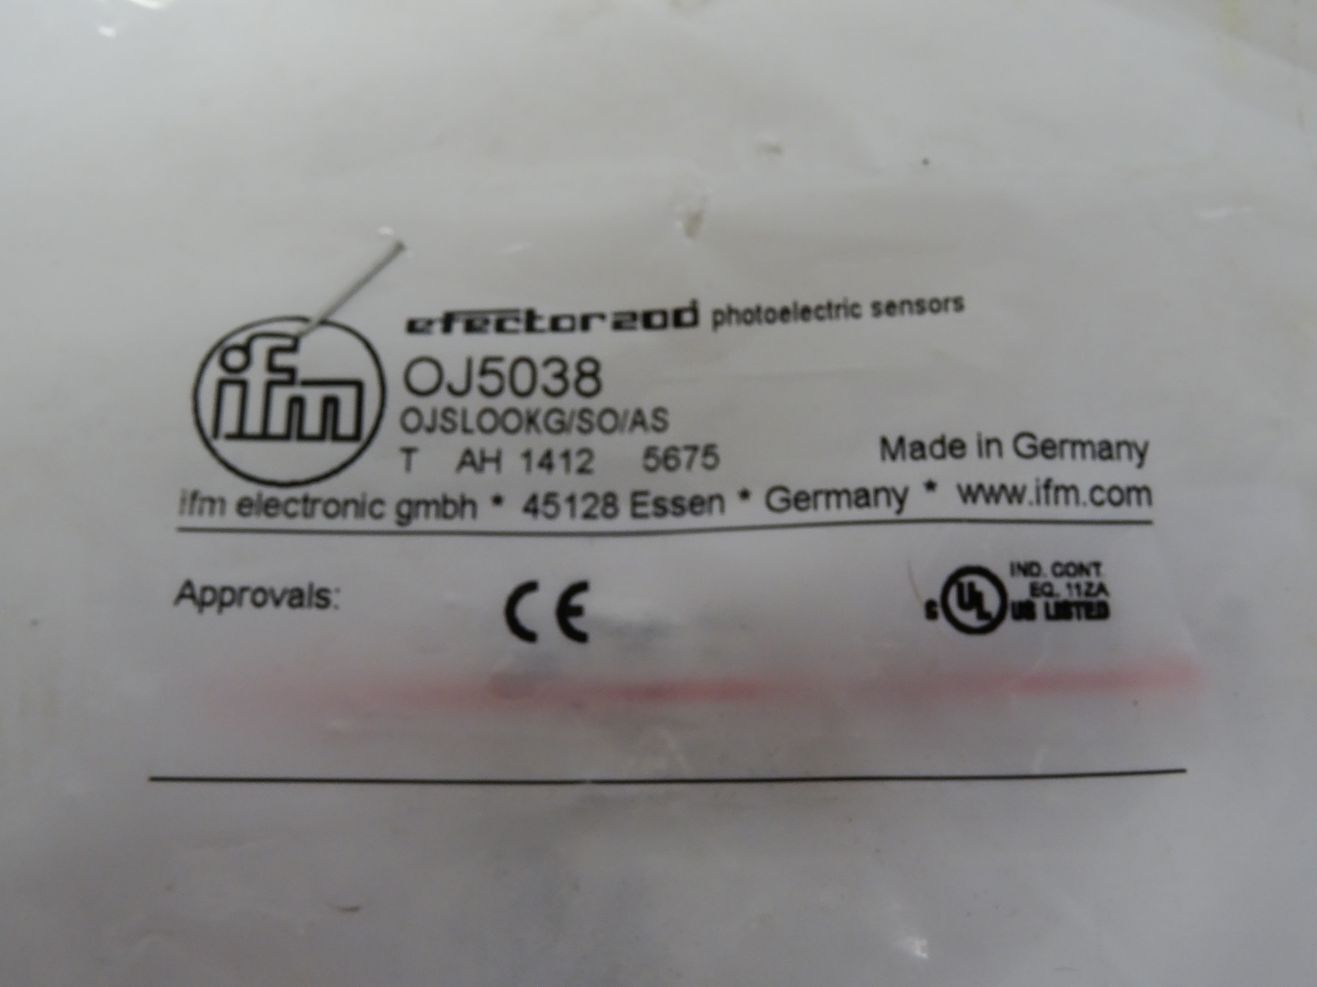 ifm
efector200 photoelectric sensors
OJ5038
OJSLOOKG/SO/AS
T AH 1412 5675
Made in Germany
ifm electronic gmbh * 45128 Essen * Germany * www.ifm.com
Approvals:
CE
C UL US LISTED
IND. CONT.
EQ. 11ZA